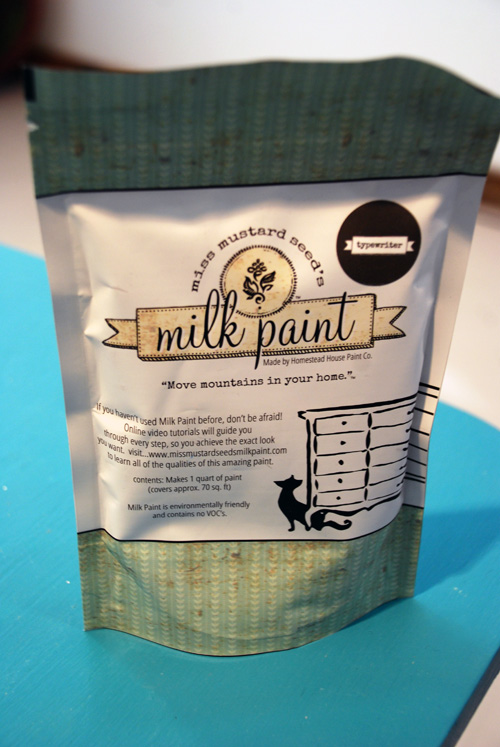 miss mustard seed's
typewriter
milk paint
™
Made by Homestead House Paint Co.
“Move mountains in your home.”™
If you haven't used Milk Paint before, don't be afraid!
Online video tutorials will guide you
through every step, so you achieve the exact look
you want. visit...www.missmustardseedsmilkpaint.com
to learn all of the qualities of this amazing paint.
contents: Makes 1 quart of paint
(covers approx. 70 sq. ft)
Milk Paint is environmentally friendly
and contains no VOC's.